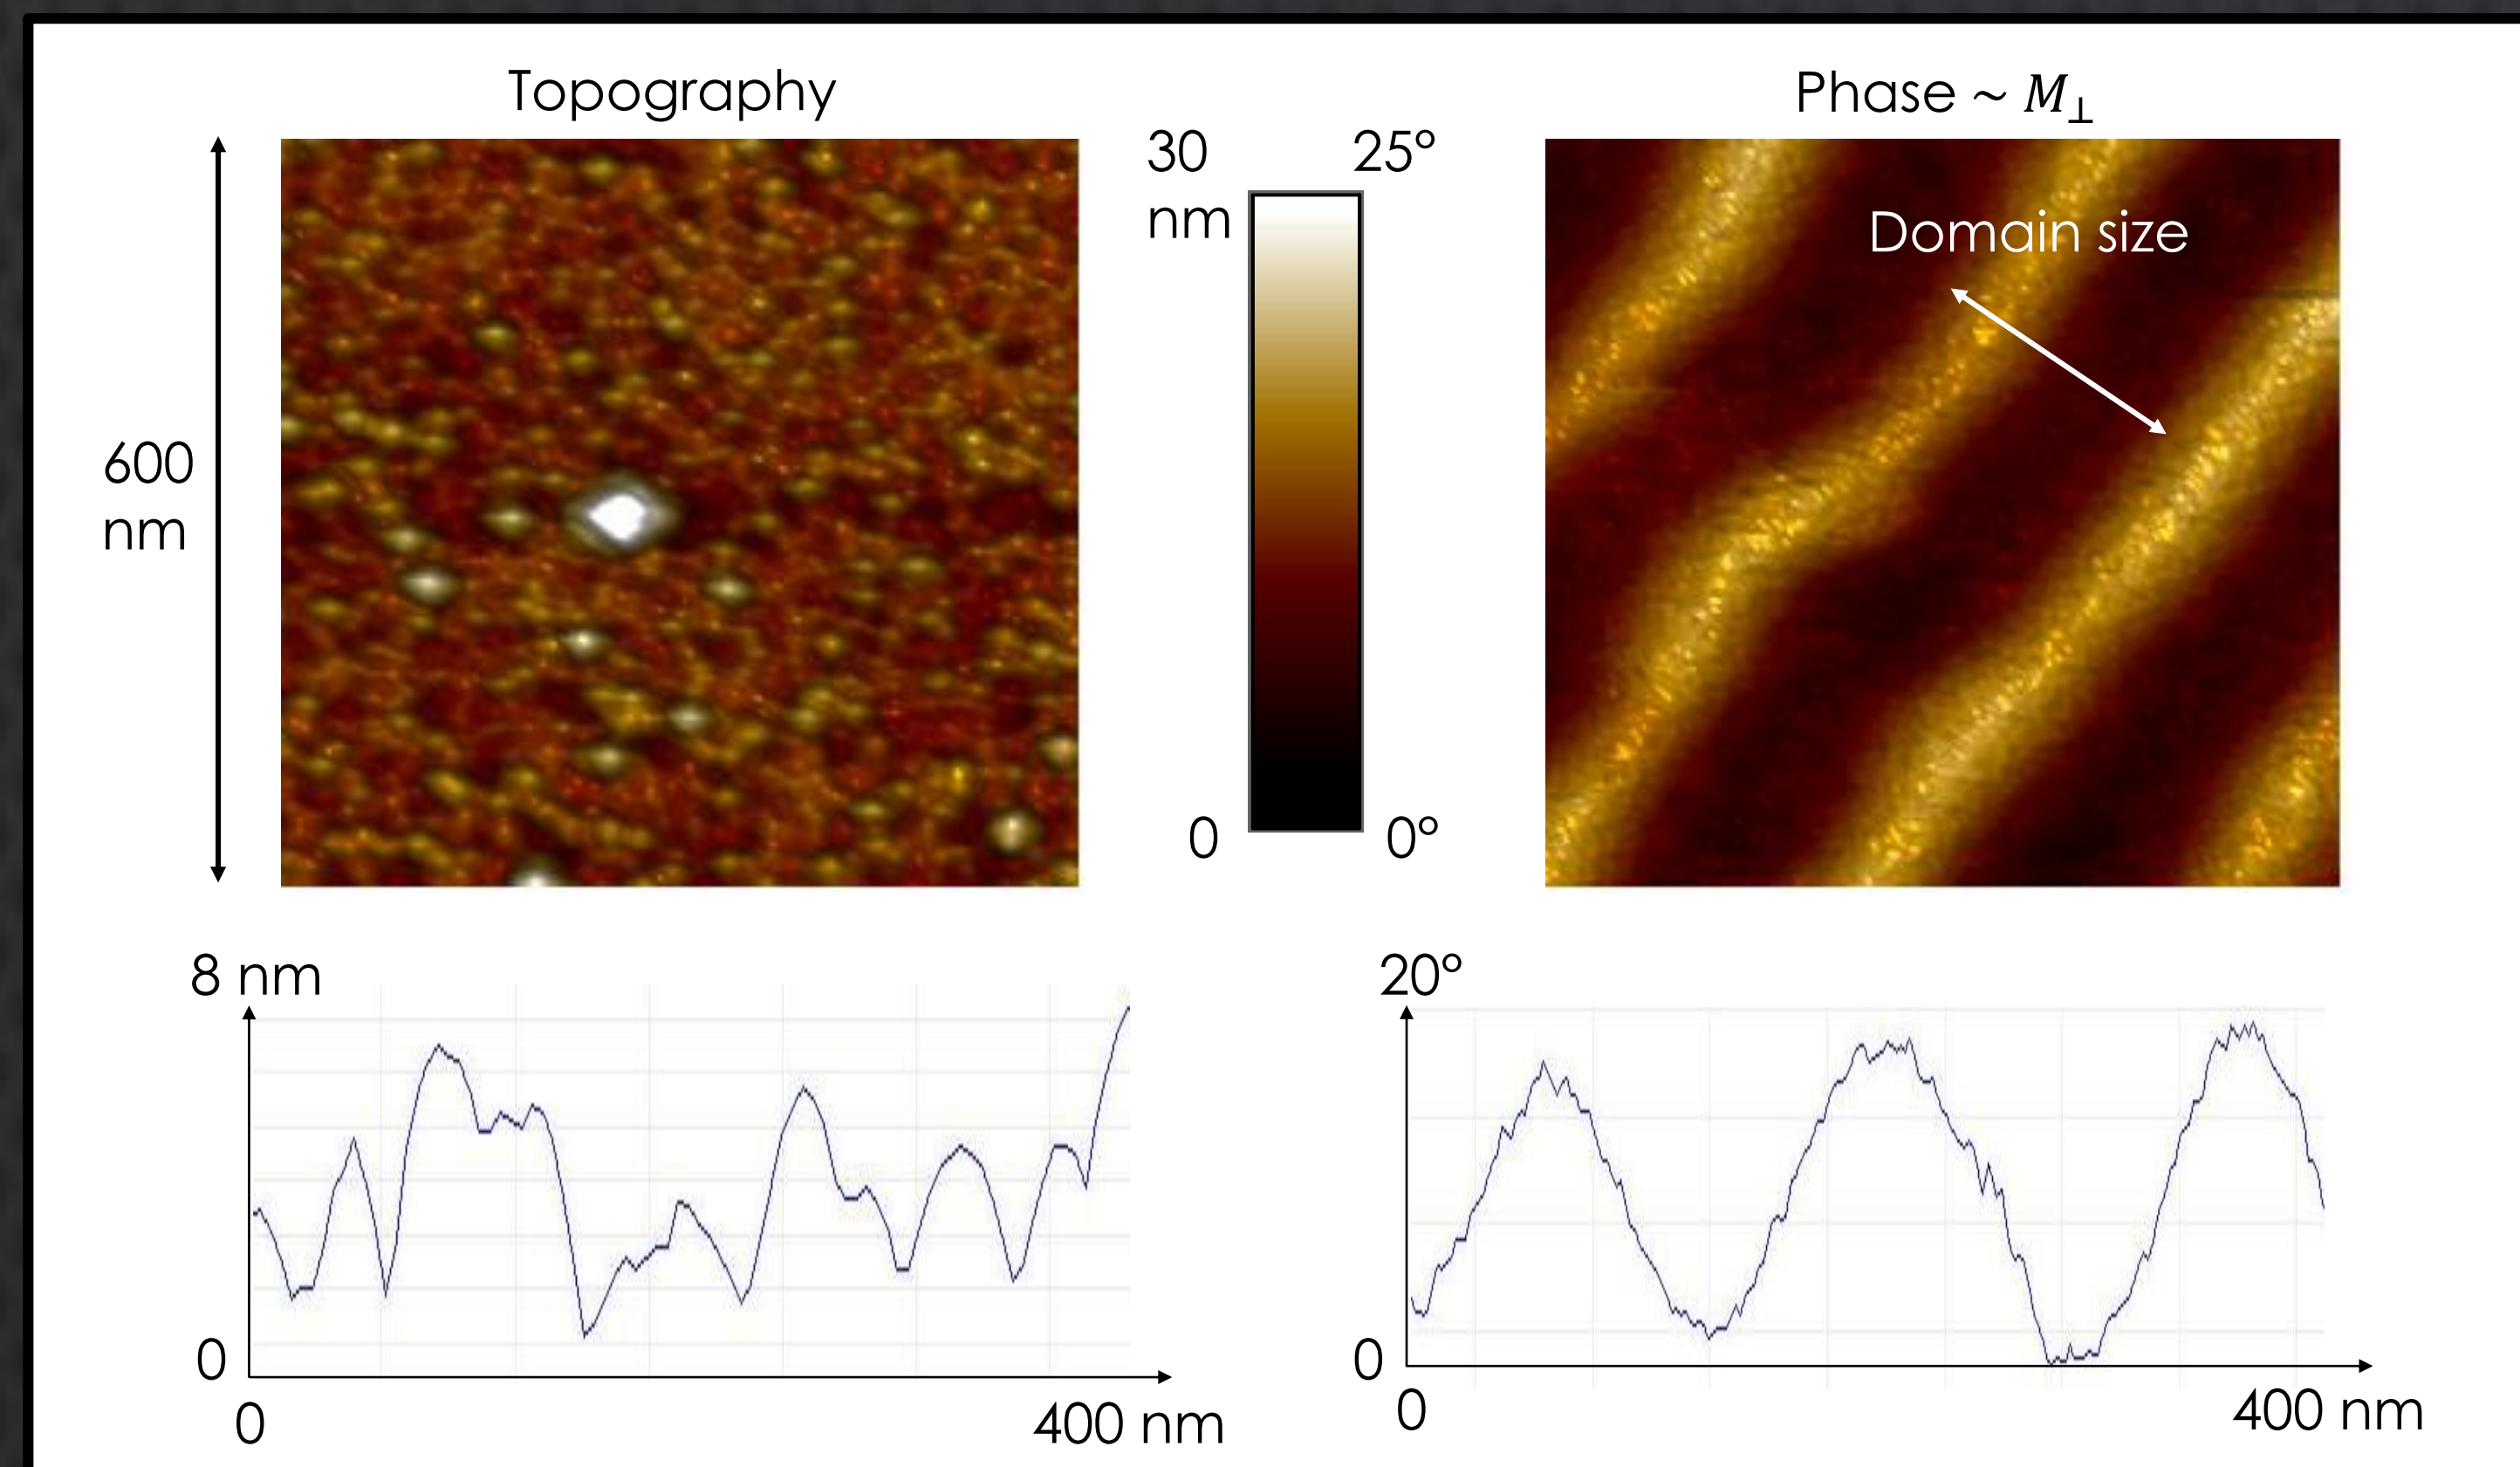 Topography
Phase ~ M⊥
30
nm
25°
Domain size
600
nm
0
0°
8 nm
20°
0
0
0
400 nm
0
400 nm